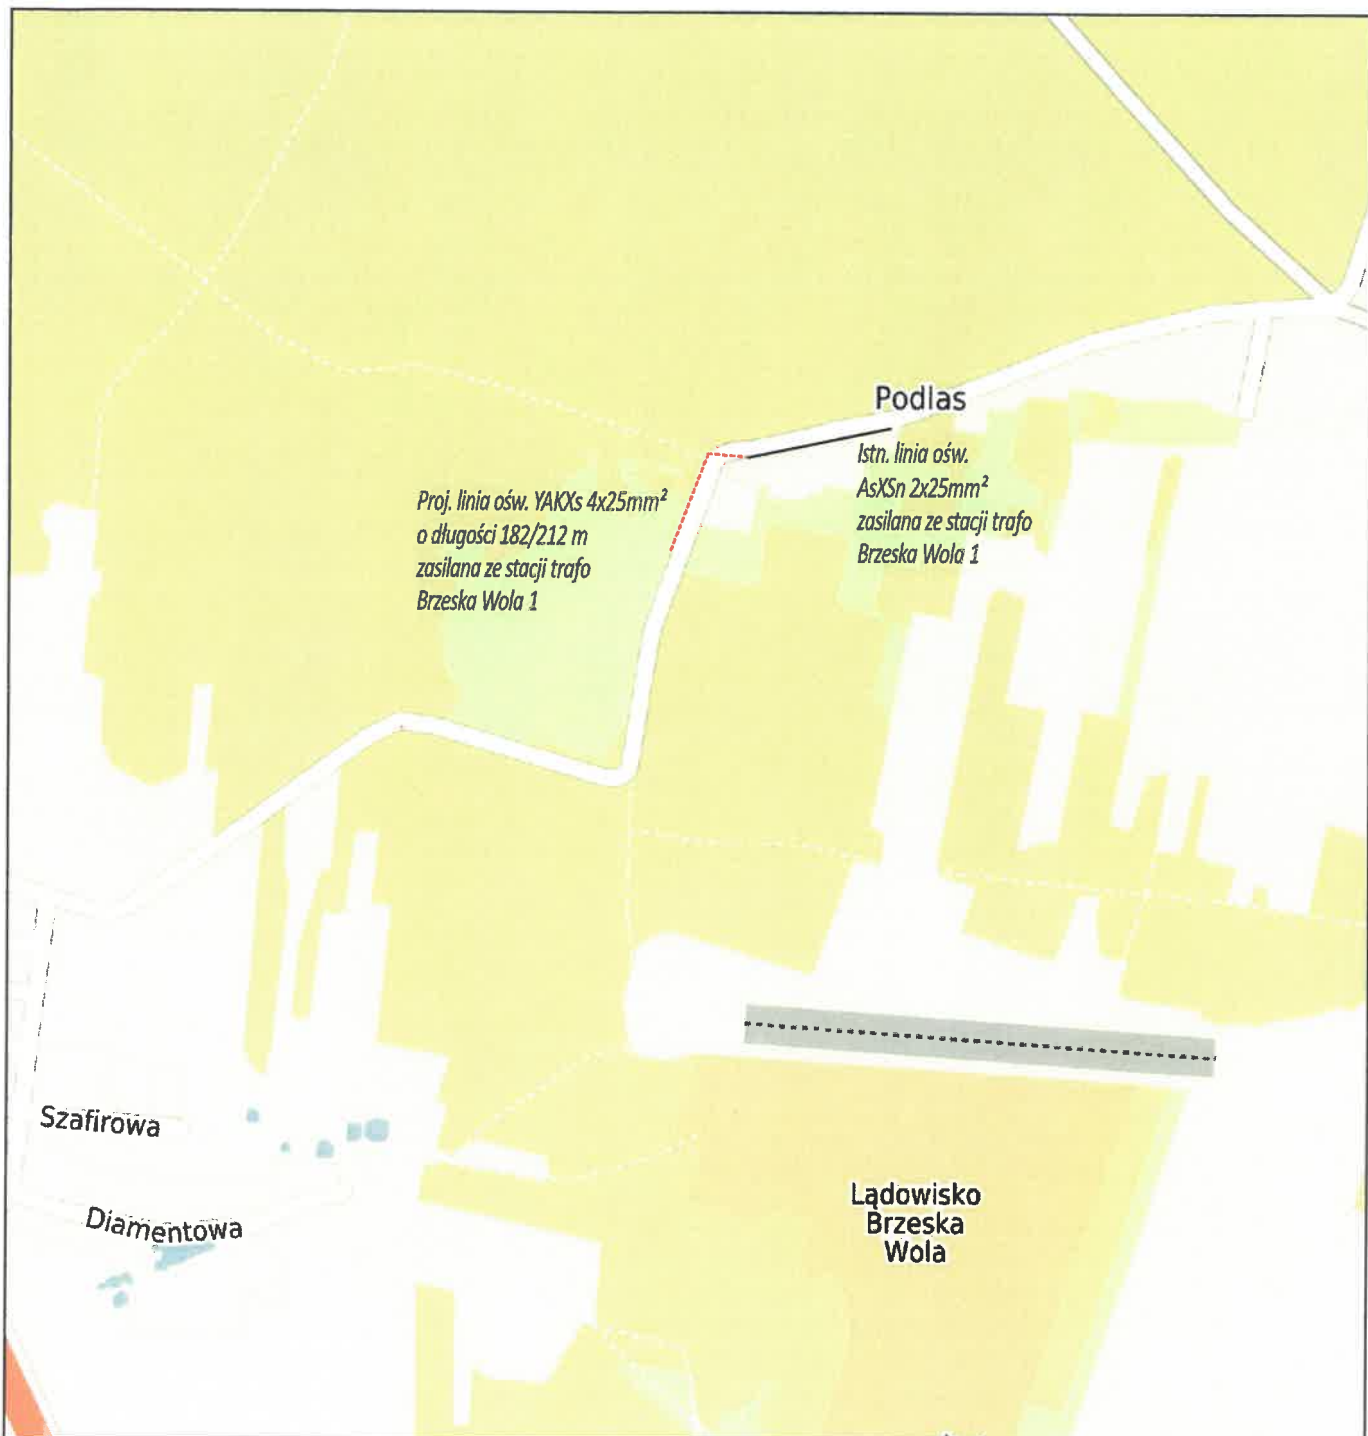 Podlas
Istn. linia ośw.
AsXSn 2x25mm²
zasilana ze stacji trafo
Brzeska Wola 1
Proj. linia ośw. YAKXs 4x25mm²
o długości 182/212 m
zasilana ze stacji trafo
Brzeska Wola 1
Szafirowa
Diamentowa
Lądowisko
Brzeska
Wola